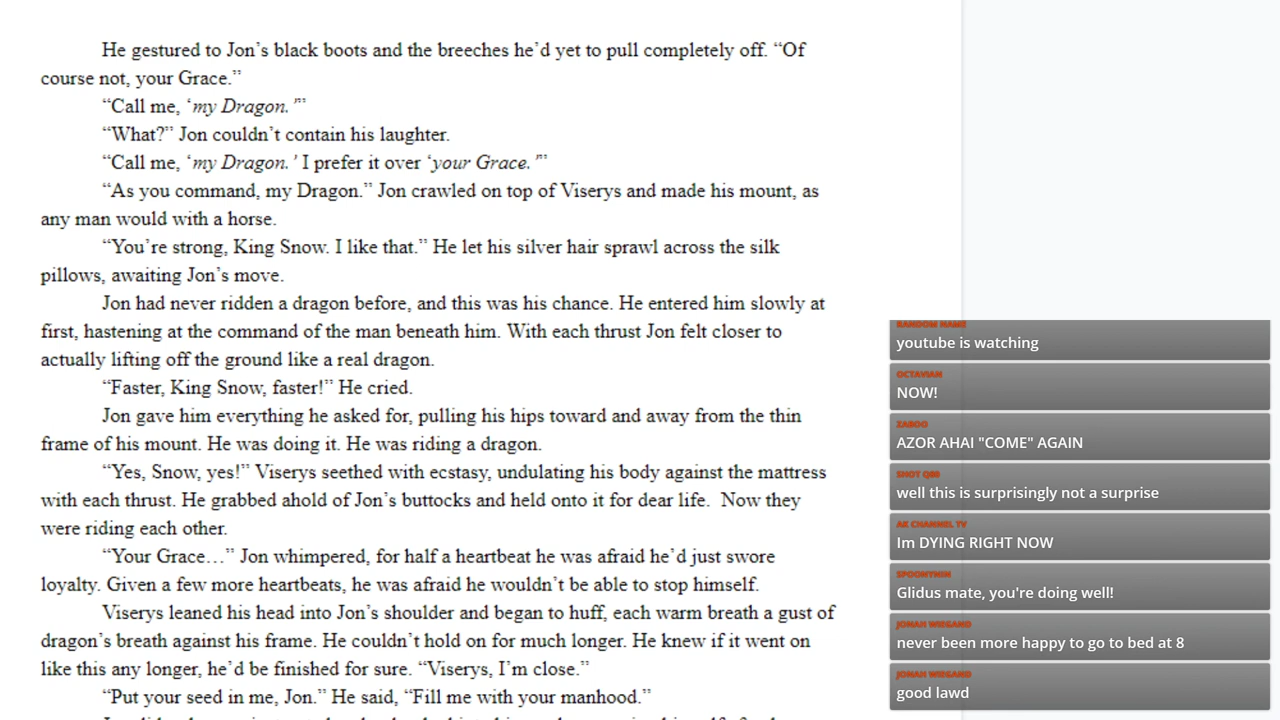 He gestured to Jon’s black boots and the breeches he’d yet to pull completely off. “Of
course not, your Grace.”
“Call me, ‘my Dragon.’”
“What?” Jon couldn’t contain his laughter.
“Call me, ‘my Dragon.’ I prefer it over ‘your Grace.’”
“As you command, my Dragon.” Jon crawled on top of Viserys and made his mount, as
any man would with a horse.
“You’re strong, King Snow. I like that.” He let his silver hair sprawl across the silk
pillows, awaiting Jon’s move.
Jon had never ridden a dragon before, and this was his chance. He entered him slowly at
first, hastening at the command of the man beneath him. With each thrust Jon felt closer to
actually lifting off the ground like a real dragon.
“Faster, King Snow, faster!” He cried.
Jon gave him everything he asked for, pulling his hips toward and away from the thin
frame of his mount. He was doing it. He was riding a dragon.
“Yes, Snow, yes!” Viserys seethed with ecstasy, undulating his body against the mattress
with each thrust. He grabbed ahold of Jon’s buttocks and held onto it for dear life.  Now they
were riding each other.
“Your Grace…” Jon whimpered, for half a heartbeat he was afraid he’d just swore
loyalty. Given a few more heartbeats, he was afraid he wouldn’t be able to stop himself.
Viserys leaned his head into Jon’s shoulder and began to huff, each warm breath a gust of
dragon’s breath against his frame. He couldn’t hold on for much longer. He knew if it went on
like this any longer, he’d be finished for sure. “Viserys, I’m close.”
“Put your seed in me, Jon.” He said, “Fill me with your manhood.”
RANDOM NAME
youtube is watching
OCTAVIAN
NOW!
ZABOO
AZOR AHAI "COME" AGAIN
SHOT Q80
well this is surprisingly not a surprise
AK CHANNEL TV
Im DYING RIGHT NOW
SPOONYNIN
Glidus mate, you're doing well!
JONAH WIEGAND
never been more happy to go to bed at 8
JONAH WIEGAND
good lawd